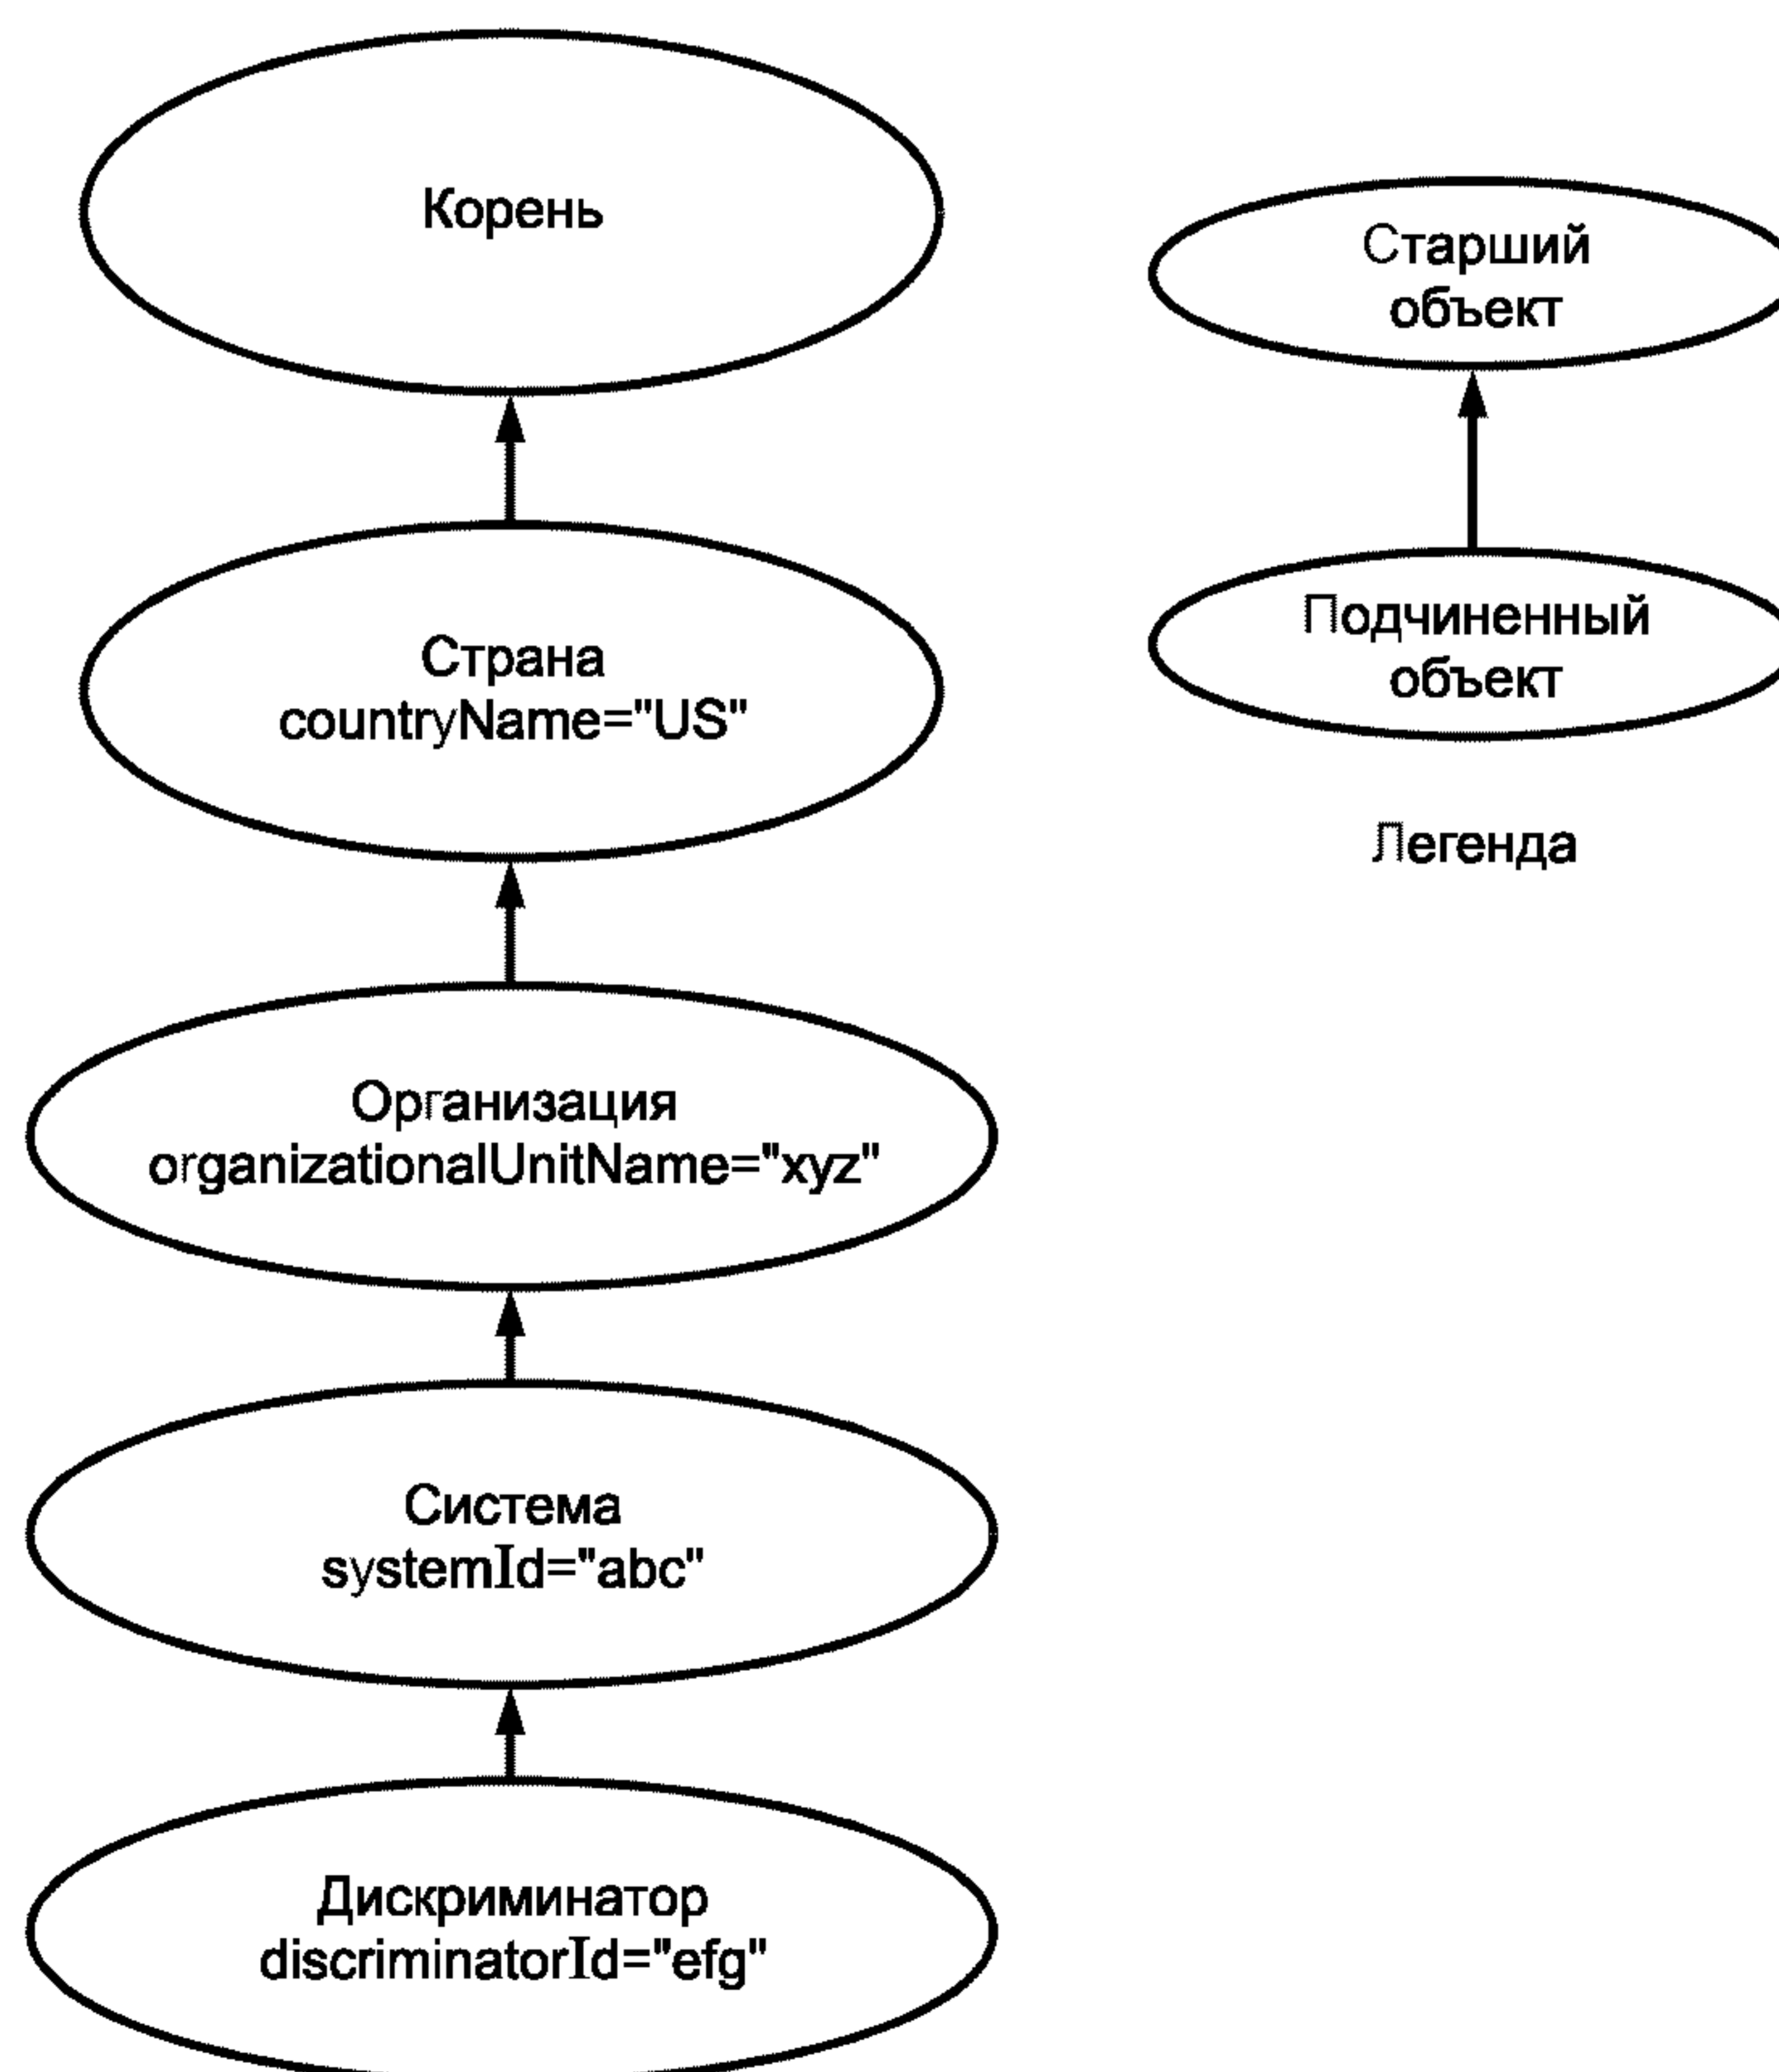 Корень
Страна
countryName="US"
Организация
organizationalUnitName="xyz"
Система
systemId="abc"
Дискриминатор
discriminatorId="efg"
Старший
объект
Подчиненный
объект
Легенда